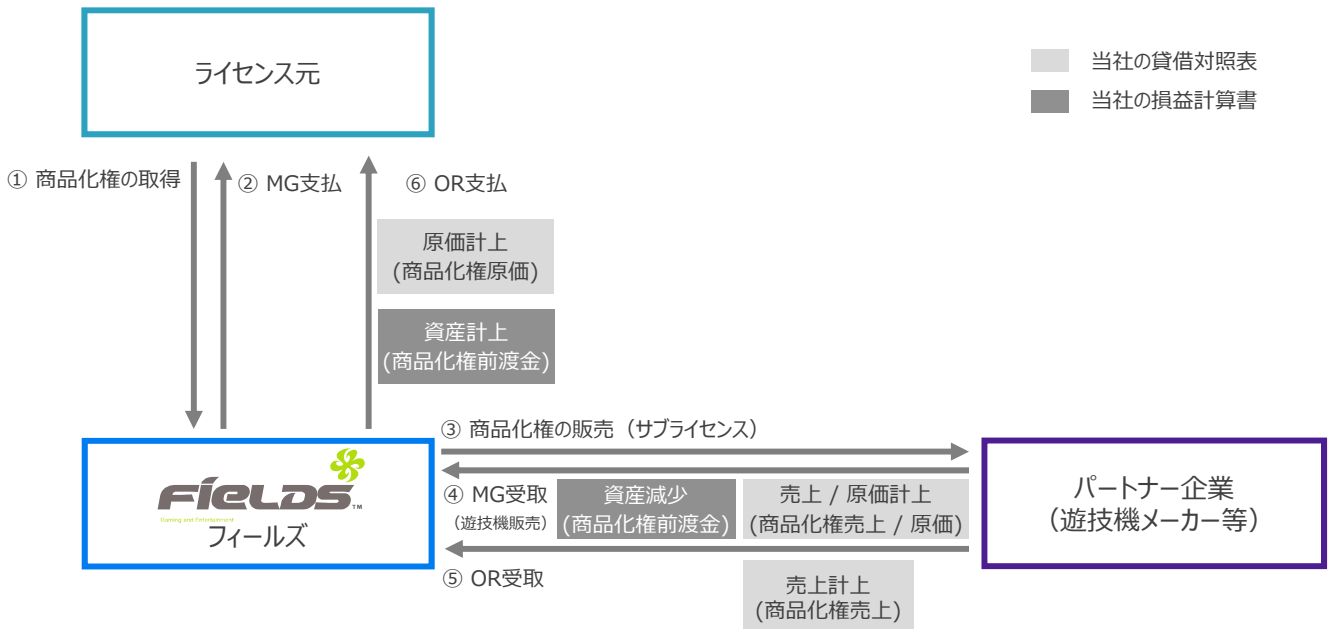 ライセンス元
当社の貸借対照表
当社の損益計算書
① 商品化権の取得
② MG支払
⑥ OR支払
原価計上
(商品化権原価)
資産計上
(商品化権前渡金)
③ 商品化権の販売（サブライセンス）
FIELDS™
Gaming and Entertainment
フィールズ
④ MG受取
（遊技機販売）
資産減少
(商品化権前渡金)
売上 / 原価計上
(商品化権売上 / 原価)
パートナー企業
（遊技機メーカー等）
⑤ OR受取
売上計上
(商品化権売上)